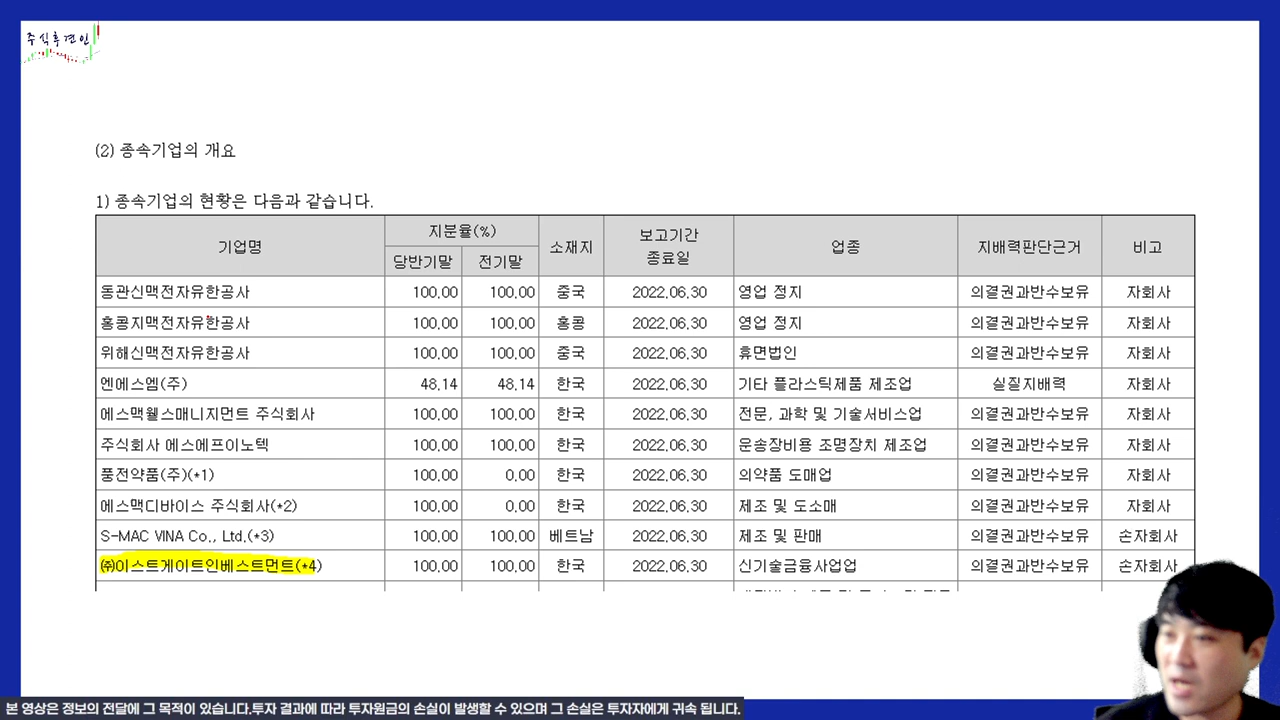 주식후견인
(2) 종속기업의 개요
1) 종속기업의 현황은 다음과 같습니다.
기업명 지분율(%) 소재지 보고기간 종료일 업종 지배력판단근거 비고
당반기말 전기말
동관신맥전자유한공사 100.00 100.00 중국 2022.06.30 영업 정지 의결권과반수보유 자회사
홍콩지맥전자유한공사 100.00 100.00 홍콩 2022.06.30 영업 정지 의결권과반수보유 자회사
위해신맥전자유한공사 100.00 100.00 중국 2022.06.30 휴면법인 의결권과반수보유 자회사
엔에스엠(주) 48.14 48.14 한국 2022.06.30 기타 플라스틱제품 제조업 실질지배력 자회사
에스맥웰스매니지먼트 주식회사 100.00 100.00 한국 2022.06.30 전문, 과학 및 기술서비스업 의결권과반수보유 자회사
주식회사 에스에프이노텍 100.00 100.00 한국 2022.06.30 운송장비용 조명장치 제조업 의결권과반수보유 자회사
풍전약품(주)(*1) 100.00 0.00 한국 2022.06.30 의약품 도매업 의결권과반수보유 자회사
에스맥디바이스 주식회사(*2) 100.00 0.00 한국 2022.06.30 제조 및 도소매 의결권과반수보유 자회사
S-MAC VINA Co., Ltd.(*3) 100.00 100.00 베트남 2022.06.30 제조 및 판매 의결권과반수보유 손자회사
㈜이스트게이트인베스트먼트(*4) 100.00 100.00 한국 2022.06.30 신기술금융사업업 의결권과반수보유 손자회사
본 영상은 정보의 전달에 그 목적이 있습니다.투자 결과에 따라 투자원금의 손실이 발생할 수 있으며 그 손실은 투자자에게 귀속 됩니다.